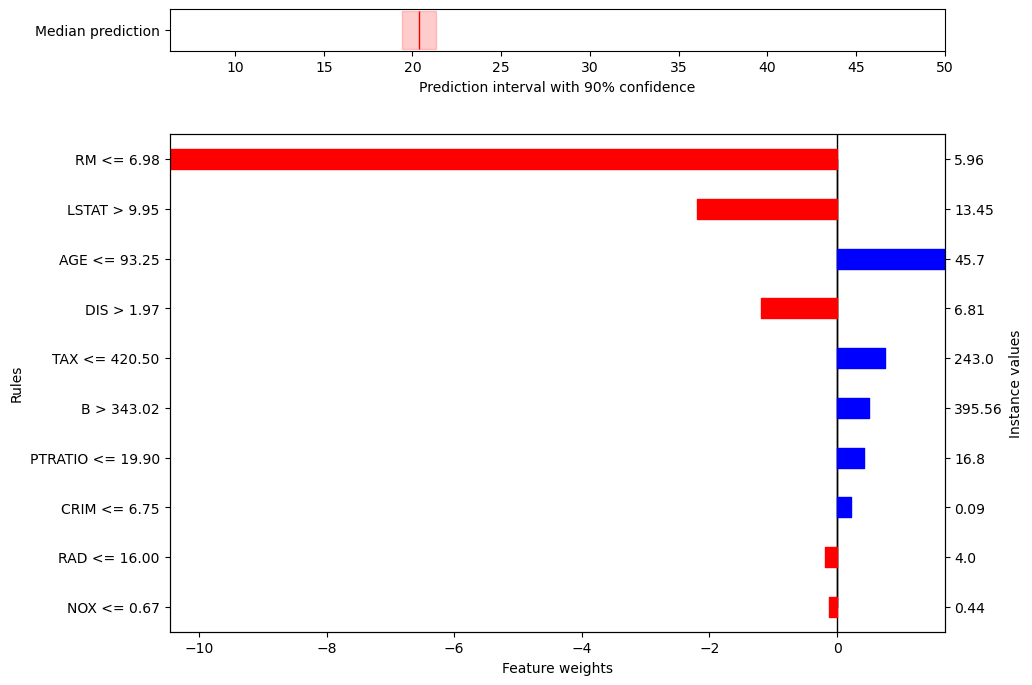 Median prediction
10 15 20 25 30 35 40 45 50
Prediction interval with 90% confidence
Rules
RM <= 6.98 5.96
LSTAT > 9.95 13.45
AGE <= 93.25 45.7
DIS > 1.97 6.81
TAX <= 420.50 243.0
B > 343.02 395.56
PTRATIO <= 19.90 16.8
CRIM <= 6.75 0.09
RAD <= 16.00 4.0
NOX <= 0.67 0.44
Instance values
−10 −8 −6 −4 −2 0
Feature weights